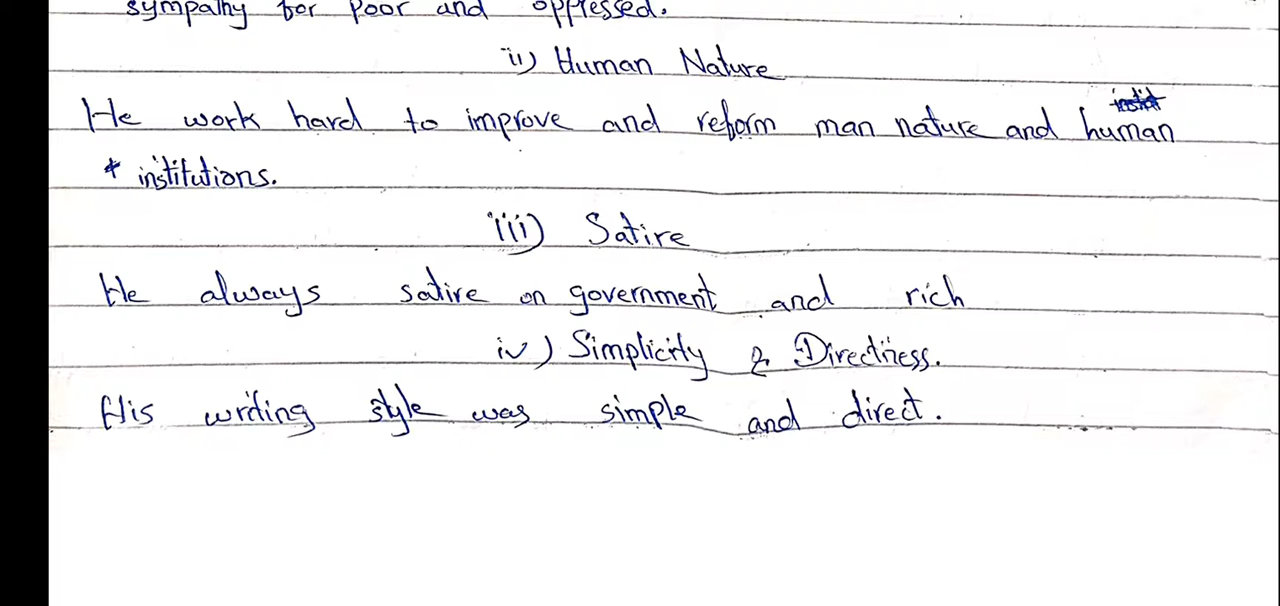 sympathy for poor and oppressed.
ii) Human Nature
He work hard to improve and reform man nature and human
institutions.
iii) Satire
He always satire on government and rich
iv) Simplicity & Directness.
His writing style was simple and direct.